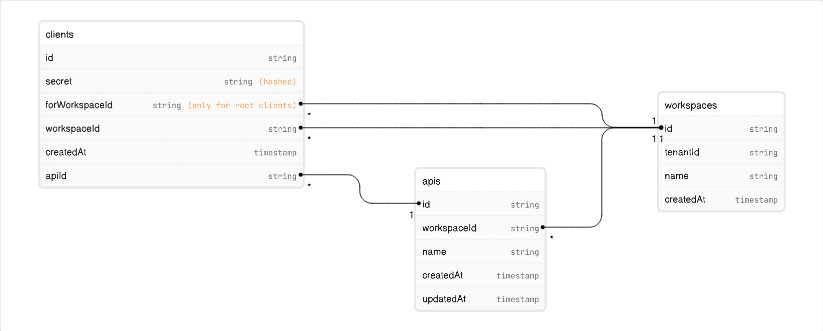 clients
id string
secret string (hashed)
forWorkspaceId string (only for root clients)
*
workspaceId string
*
createdAt timestamp
apiId string
*
apis
id string
1
workspaceId string
*
name string
createdAt timestamp
updatedAt timestamp
workspaces
1
id string
1 1
tenantId string
name string
createdAt timestamp